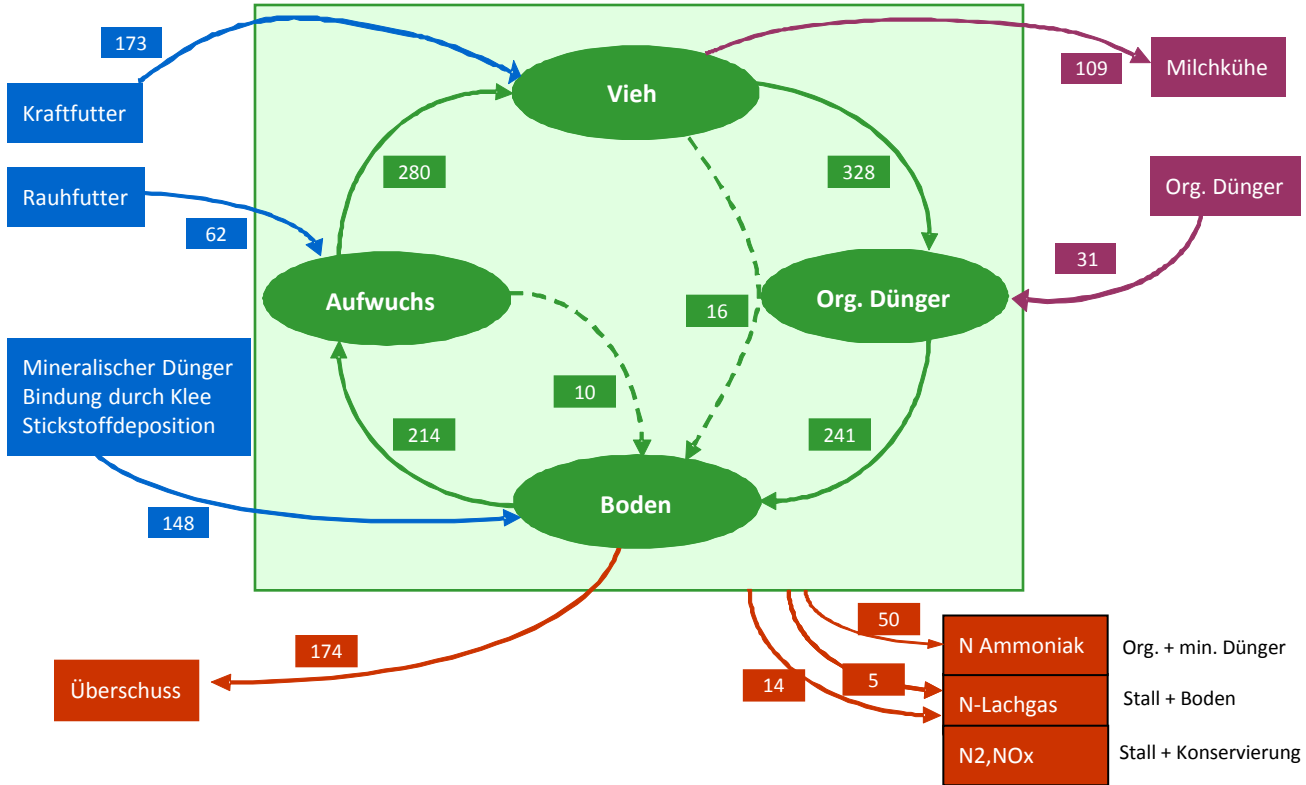 173
Kraftfutter
Vieh
109
Milchkühe
280
328
Rauhfutter
62
Org. Dünger
31
Aufwuchs
Org. Dünger
16
Mineralischer Dünger
Bindung durch Klee
Stickstoffdeposition
10
214
241
148
Boden
174
Überschuss
50
N Ammoniak
Org. + min. Dünger
14
5
N-Lachgas
Stall + Boden
N2,NOx
Stall + Konservierung